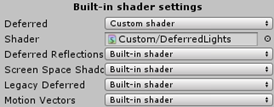 Built-in shader settings
Deferred Custom shader
Shader Custom/DeferredLights
Deferred Reflections Built-in shader
Screen Space Shado Built-in shader
Legacy Deferred Built-in shader
Motion Vectors Built-in shader